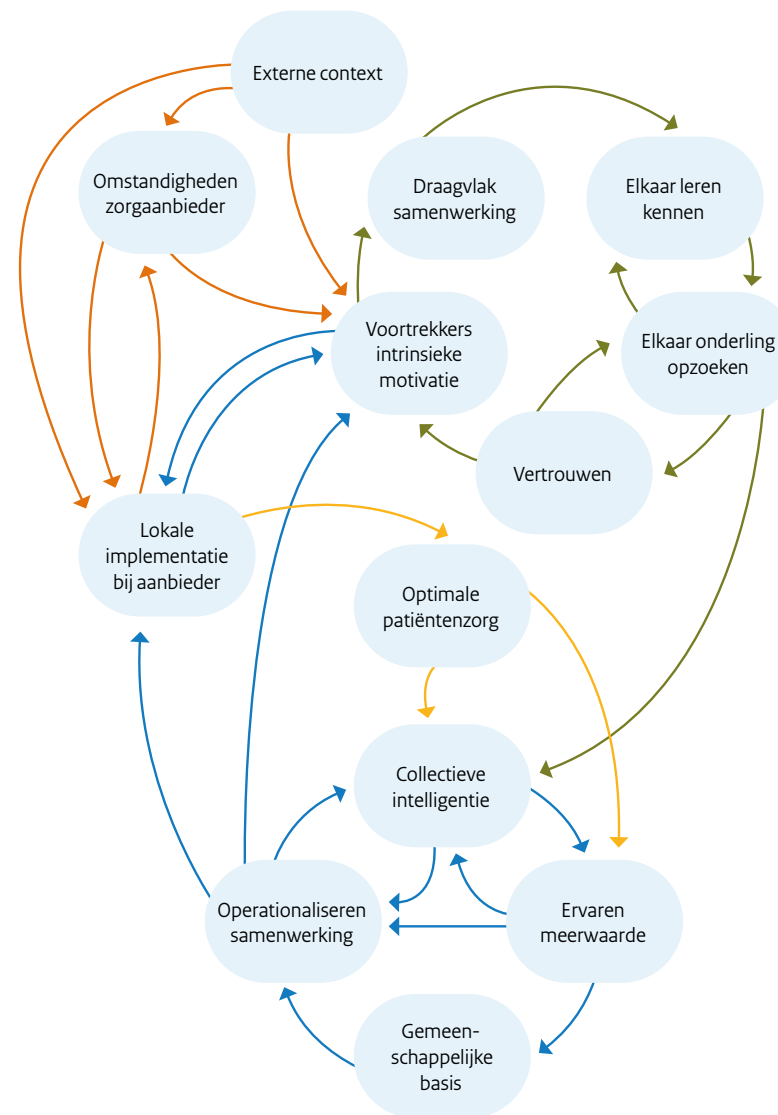 Externe context
Omstandigheden
zorgaanbieder
Draagvlak
samenwerking
Elkaar leren
kennen
Voortrekkers
intrinsieke
motivatie
Elkaar onderling
opzoeken
Vertrouwen
Lokale
implementatie
bij aanbieder
Optimale
patiëntenzorg
Collectieve
intelligentie
Operationaliseren
samenwerking
Ervaren
meerwaarde
Gemeen-
schappelijke
basis